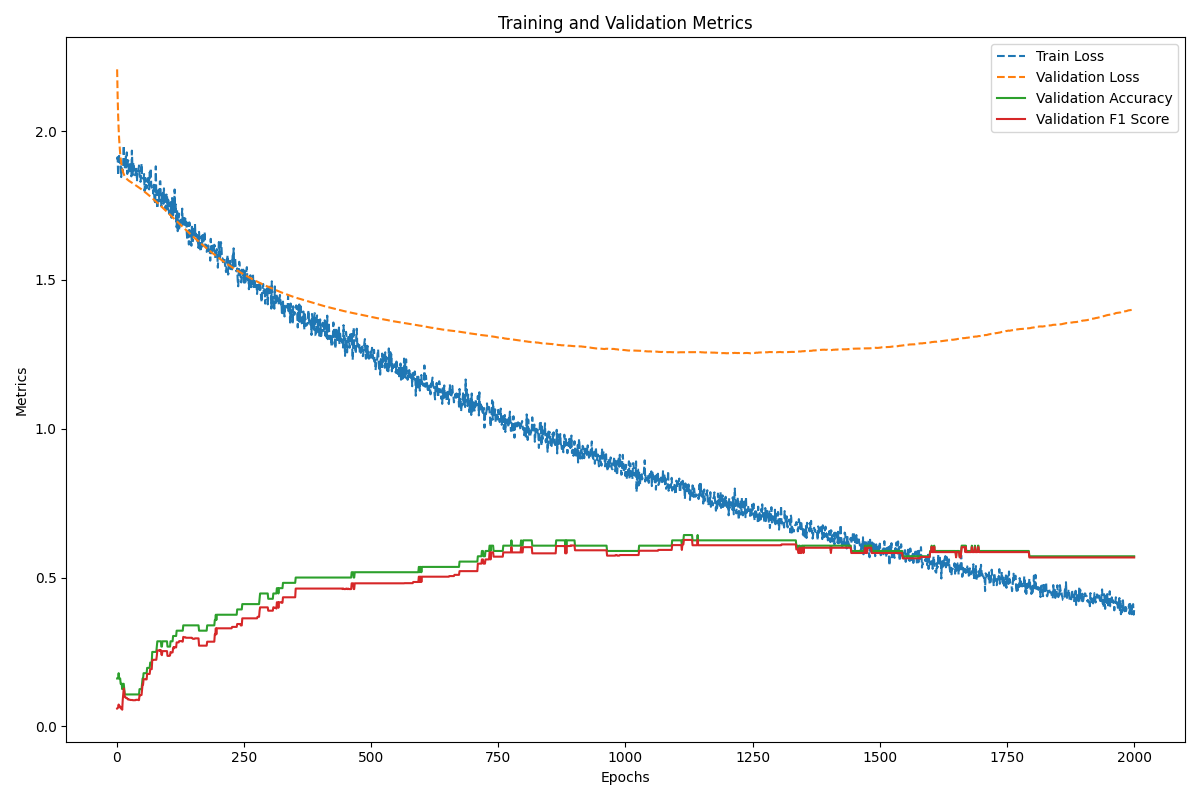 Training and Validation Metrics
Train Loss
Validation Loss
Validation Accuracy
Validation F1 Score
Metrics
2.0
1.5
1.0
0.5
0.0
0
250
500
750
1000
1250
1500
1750
2000
Epochs